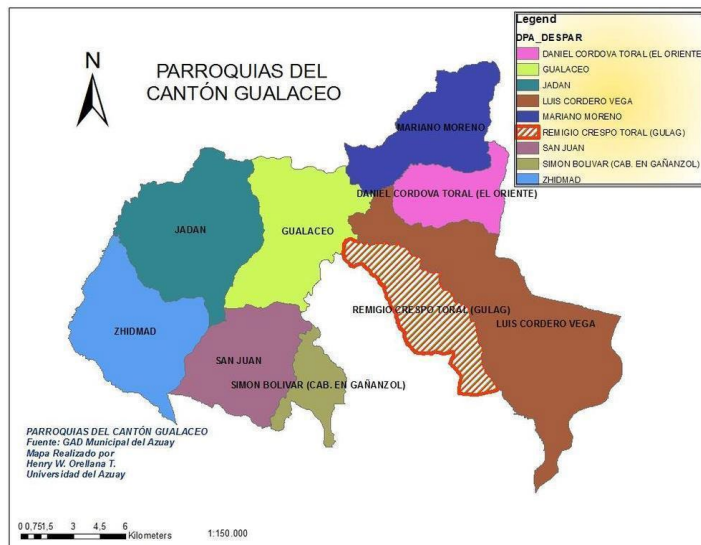 N
PARROQUIAS DEL
CANTÓN GUALACEO
Legend
DPA_DESPAR
DANIEL CORDOVA TORAL (EL ORIENTE)
GUALACEO
JADAN
LUIS CORDERO VEGA
MARIANO MORENO
REMIGIO CRESPO TORAL (GULAG)
SAN JUAN
SIMON BOLIVAR (CAB. EN GAÑANZOL)
ZHIDMAD
MARIANO MORENO
DANIEL CORDOVA TORAL (EL ORIENTE)
JADAN
GUALACEO
REMIGIO CRESPO TORAL (GULAG)
LUIS CORDERO VEGA
ZHIDMAD
SAN JUAN
SIMON BOLIVAR (CAB. EN GAÑANZOL)
PARROQUIAS DEL CANTÓN GUALACEO
Fuente: GAD Municipal del Azuay
Mapa Realizado por
Henry W. Orellana T.
Universidad del Azuay
0 0,751,5 3 4,5 6
Kilometers
1:150.000